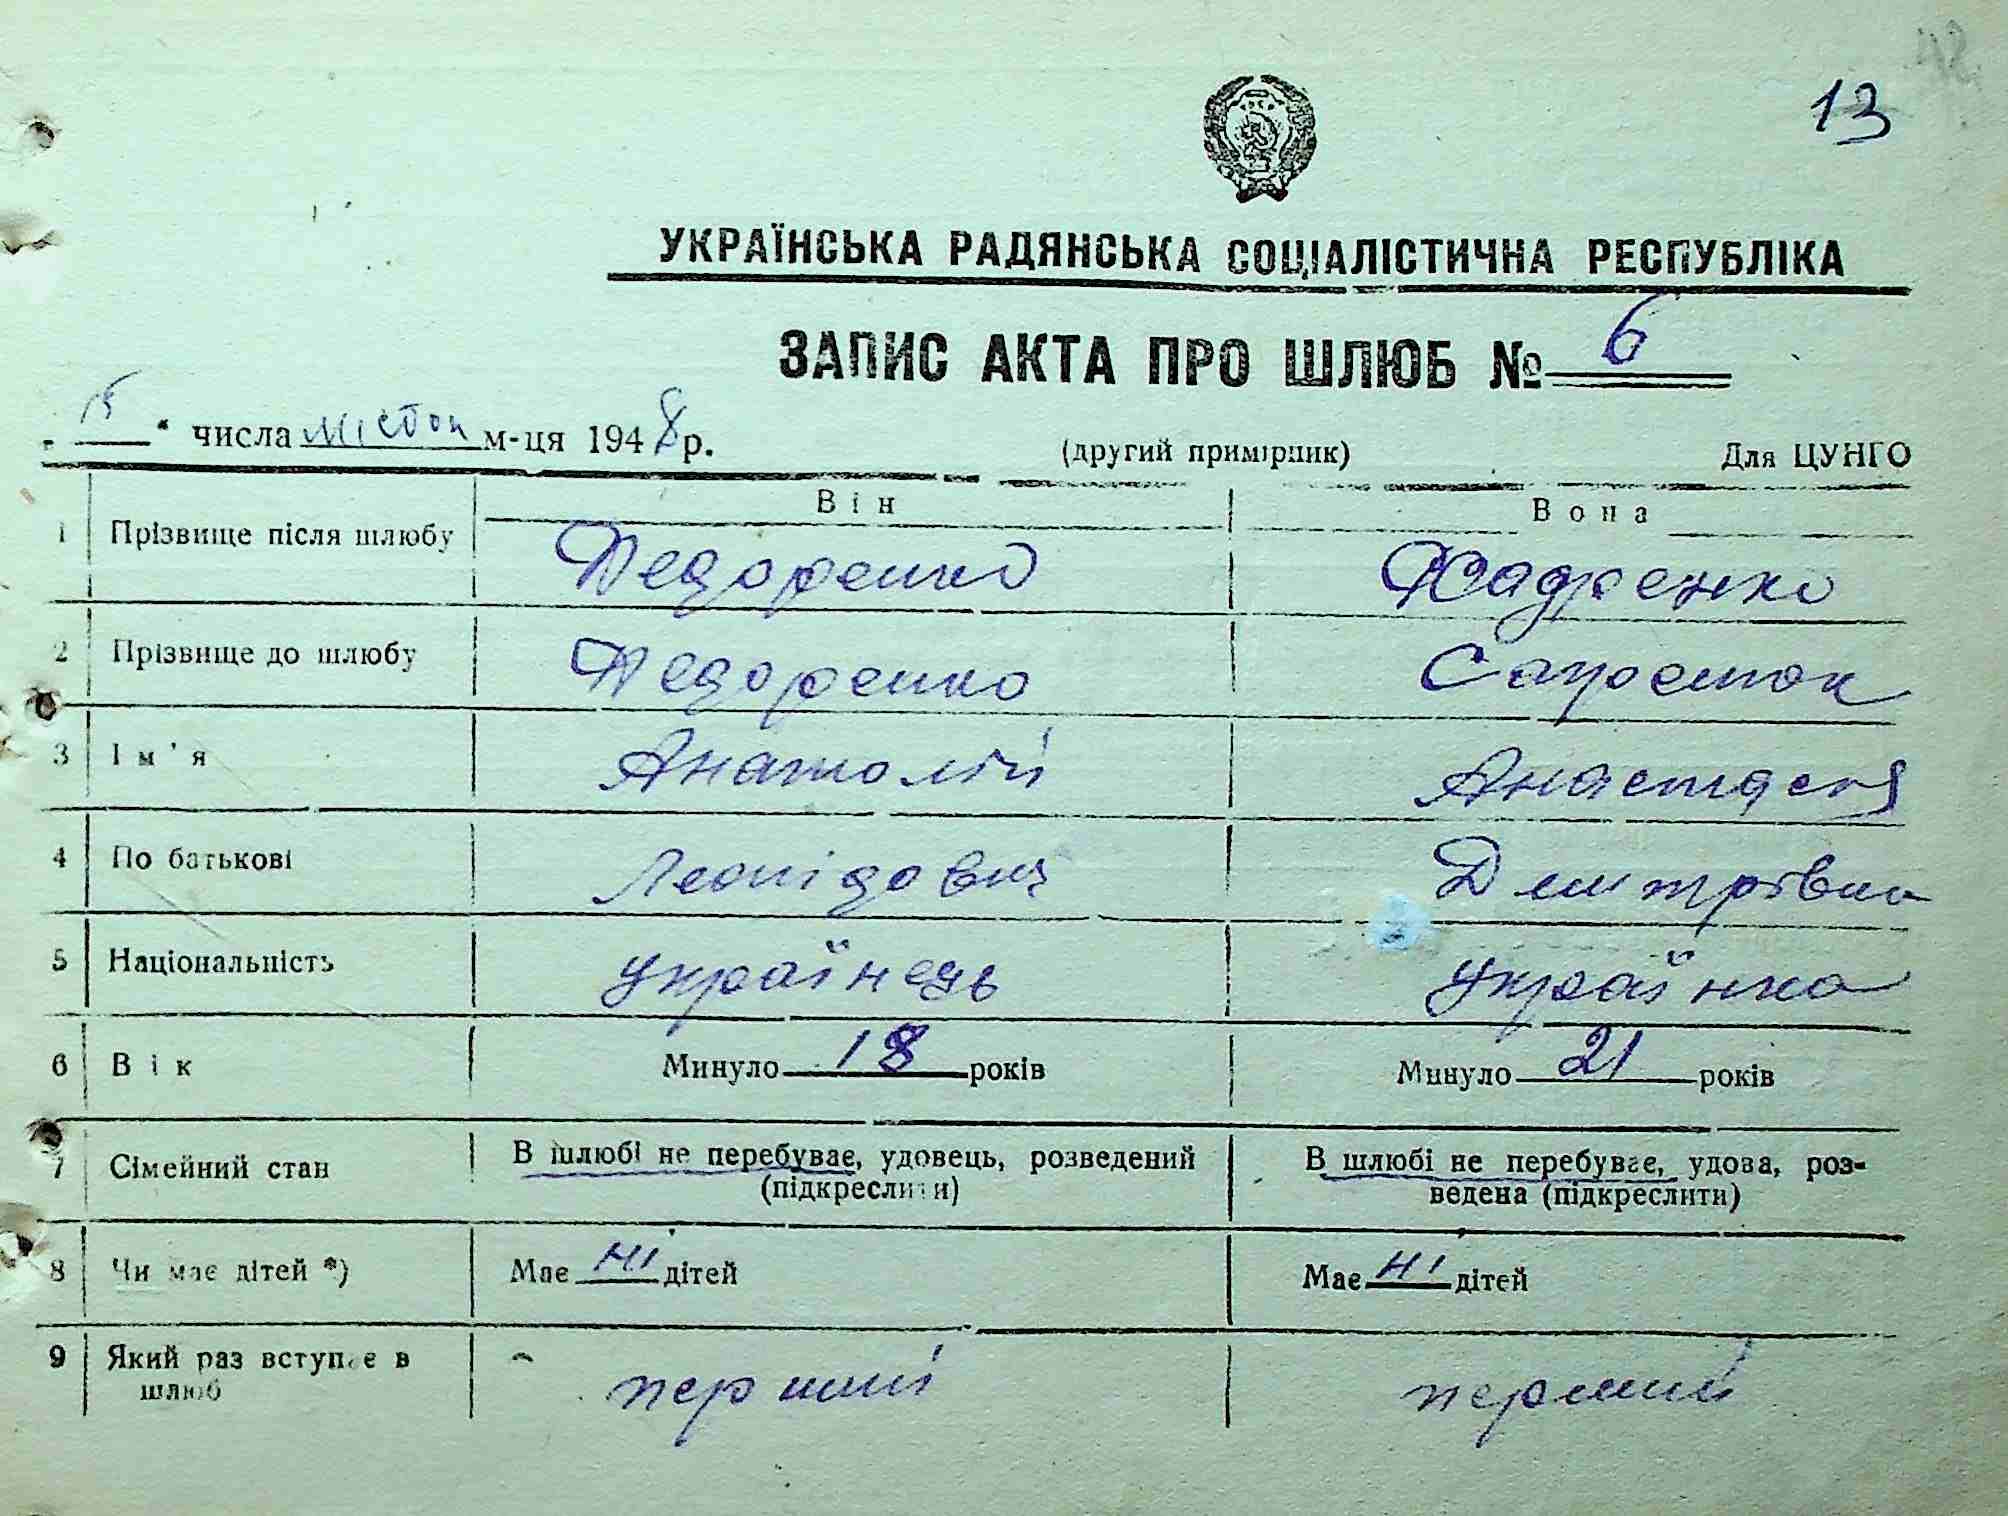 13
УКРАЇНСЬКА РАДЯНСЬКА СОЦІАЛІСТИЧНА РЕСПУБЛІКА
ЗАПИС АКТА ПРО ШЛЮБ № 6
" 15 " числа м-ця 1948 р. (другий примірник) Для ЦУНГО
Він Вона
1 Прізвище після шлюбу
2 Прізвище до шлюбу
3 Ім'я Анатолій Анастасія
4 По батькові Леонідович Дмитрівна
5 Національність українець українка
6 Вік Минуло 18 років Минуло 21 років
7 Сімейний стан В шлюбі не перебуває, удовець, розведений В шлюбі не перебуває, удова, роз-
(підкреслити) ведена (підкреслити)
8 Чи має дітей *) Має ні дітей Має ні дітей
9 Який раз вступає в
шлюб перший перший